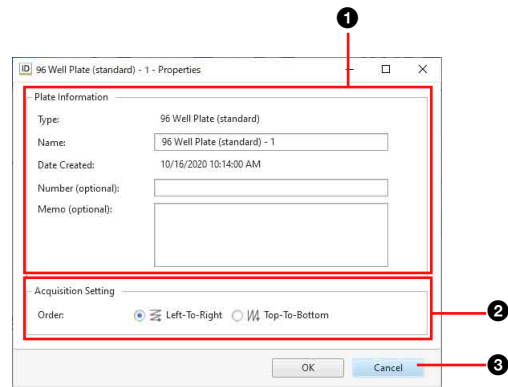 1
ID 96 Well Plate (standard) - 1 - Properties
Plate Information
Type: 96 Well Plate (standard)
Name: 96 Well Plate (standard) - 1
Date Created: 10/16/2020 10:14:00 AM
Number (optional):
Memo (optional):
Acquisition Setting
Order: Left-To-Right Top-To-Bottom
2
OK Cancel
3